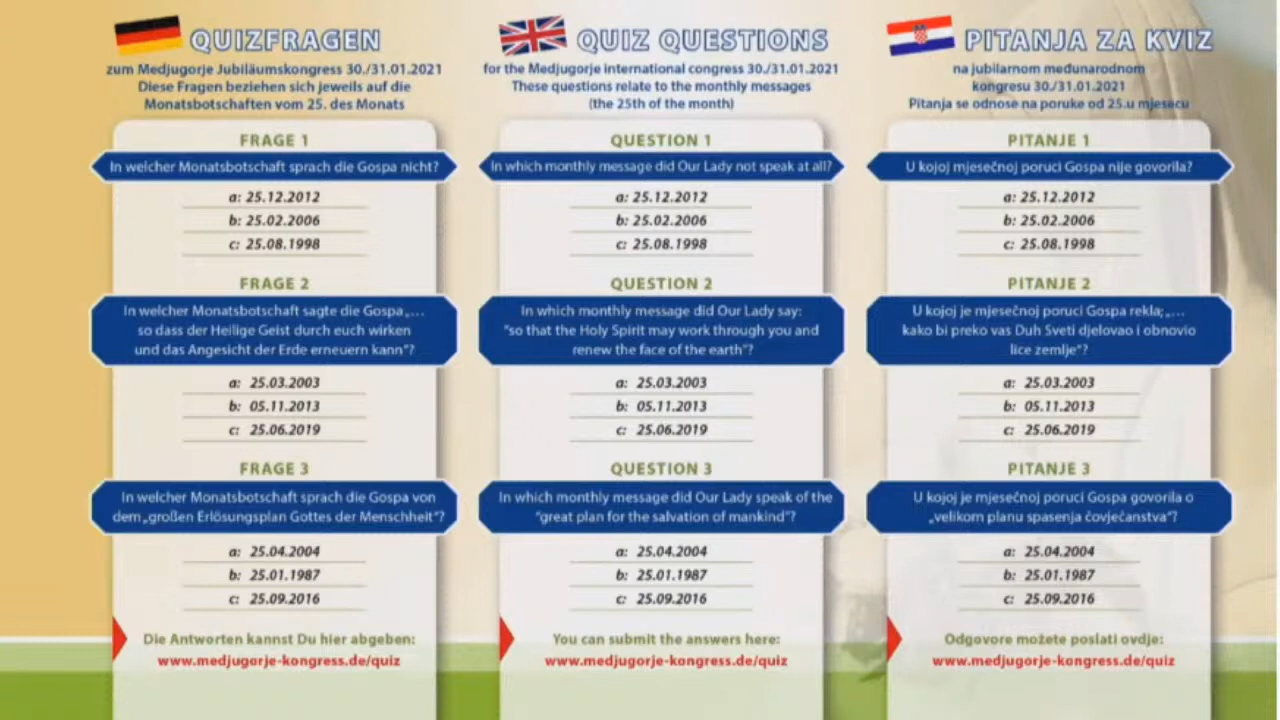 QUIZFRAGEN
zum Medjugorje Jubiläumskongress 30./31.01.2021
Diese Fragen beziehen sich jeweils auf die
Monatsbotschaften vom 25. des Monats
FRAGE 1
In welcher Monatsbotschaft sprach die Gospa nicht?
a: 25.12.2012
b: 25.02.2006
c: 25.08.1998
FRAGE 2
In welcher Monatsbotschaft sagte die Gospa „...
so dass der Heilige Geist durch euch wirken
und das Angesicht der Erde erneuern kann“?
a: 25.03.2003
b: 05.11.2013
c: 25.06.2019
FRAGE 3
In welcher Monatsbotschaft sprach die Gospa von
dem „großen Erlösungsplan Gottes der Menschheit“?
a: 25.04.2004
b: 25.01.1987
c: 25.09.2016
Die Antworten kannst Du hier abgeben:
www.medjugorje-kongress.de/quiz
QUIZ QUESTIONS
for the Medjugorje international congress 30./31.01.2021
These questions relate to the monthly messages
(the 25th of the month)
QUESTION 1
In which monthly message did Our Lady not speak at all?
a: 25.12.2012
b: 25.02.2006
c: 25.08.1998
QUESTION 2
In which monthly message did Our Lady say:
"so that the Holy Spirit may work through you and
renew the face of the earth"?
a: 25.03.2003
b: 05.11.2013
c: 25.06.2019
QUESTION 3
In which monthly message did Our Lady speak of the
"great plan for the salvation of mankind"?
a: 25.04.2004
b: 25.01.1987
c: 25.09.2016
You can submit the answers here:
www.medjugorje-kongress.de/quiz
PITANJA ZA KVIZ
na jubilarnom međunarodnom
kongresu 30./31.01.2021
Pitanja se odnose na poruke od 25.u mjesecu
PITANJE 1
U kojoj mjesečnoj poruci Gospa nije govorila?
a: 25.12.2012
b: 25.02.2006
c: 25.08.1998
PITANJE 2
U kojoj je mjesečnoj poruci Gospa rekla; „...
kako bi preko vas Duh Sveti djelovao i obnovio
lice zemlje“?
a: 25.03.2003
b: 05.11.2013
c: 25.06.2019
PITANJE 3
U kojoj je mjesečnoj poruci Gospa govorila o
„velikom planu spasenja čovječanstva“?
a: 25.04.2004
b: 25.01.1987
c: 25.09.2016
Odgovore možete poslati ovdje:
www.medjugorje-kongress.de/quiz